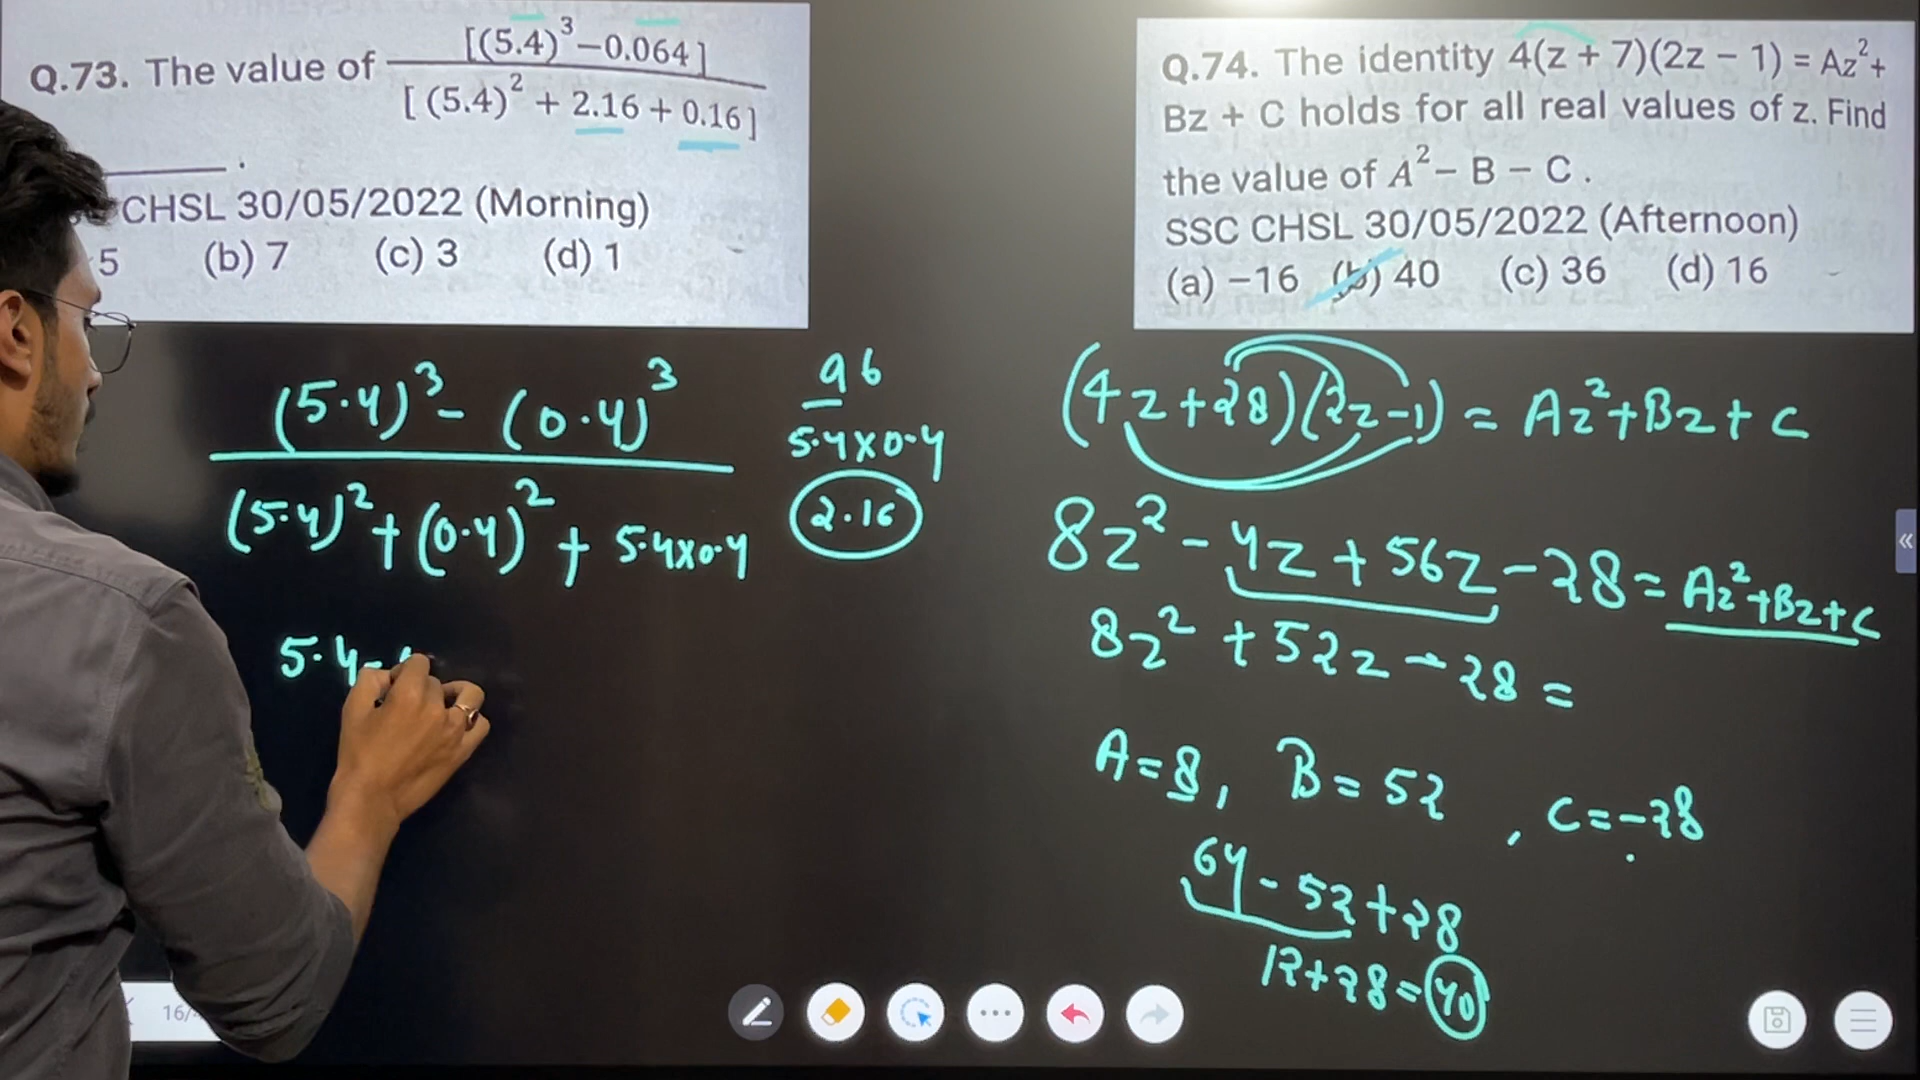 Q.73. The value of [(5.4)³−0.064] / [(5.4)² + 2.16 + 0.16]
______ .
CHSL 30/05/2022 (Morning)
5 (b) 7 (c) 3 (d) 1
Q.74. The identity 4(z + 7)(2z − 1) = Az²+
Bz + C holds for all real values of z. Find
the value of A² − B − C .
SSC CHSL 30/05/2022 (Afternoon)
(a) −16 (b) 40 (c) 36 (d) 16
(5.4)³ - (0.4)³
(5.4)² + (0.4)² + 5.4x0.4
5.4-
ab
5.4x0.4
2.16
(4z+28)(2z-1) = Az²+Bz+C
8z² - 4z + 56z - 28 = Az²+Bz+C
8z² + 52z - 28 =
A=8, B=52, C=-28
64 - 52 + 28
12+28=40
16/